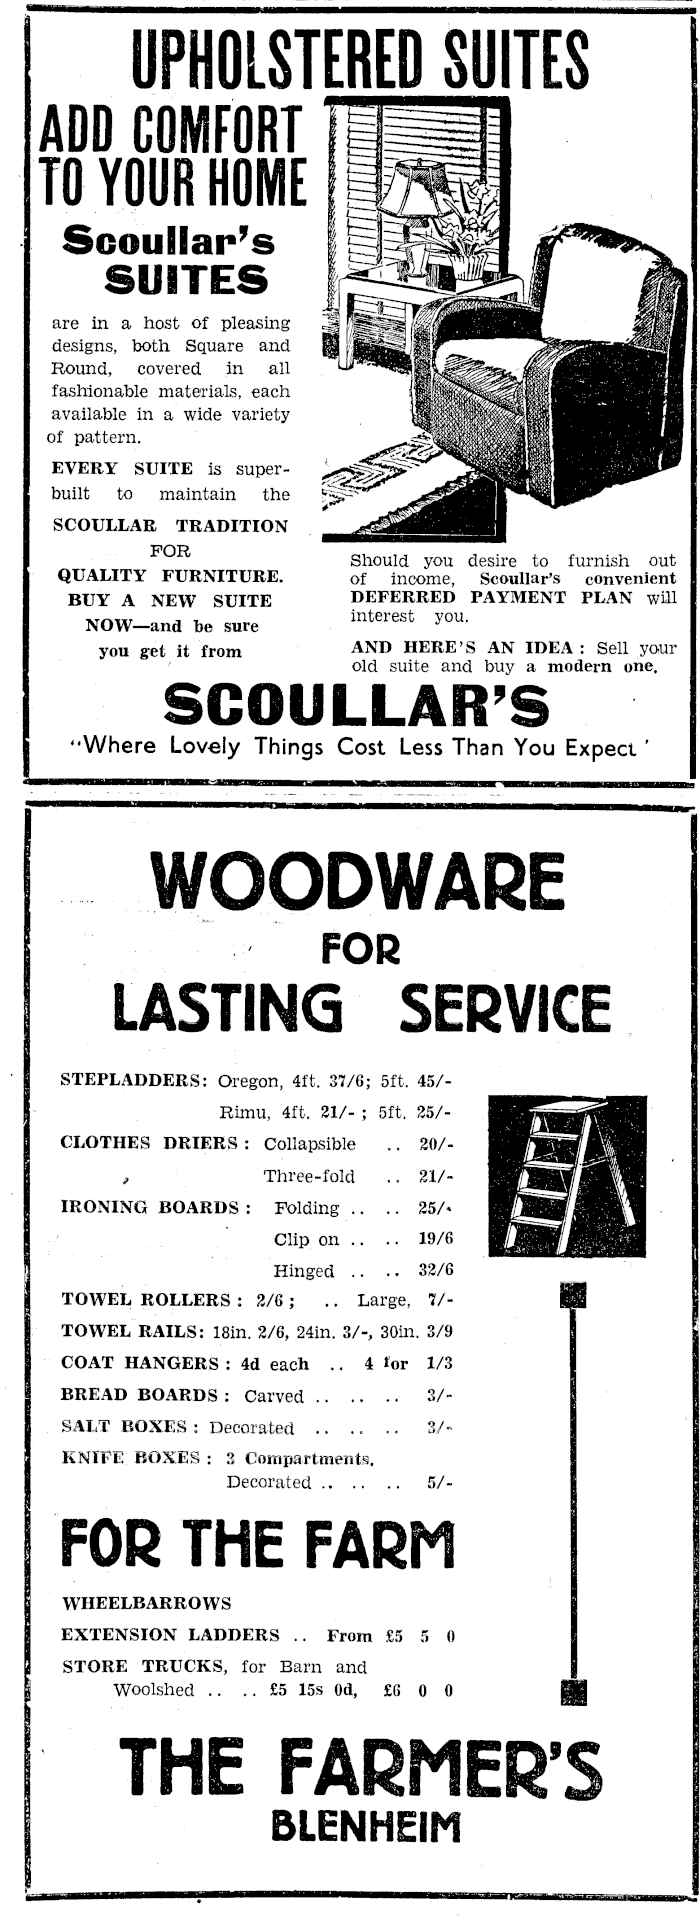 UPHOLSTERED SUITES
ADD COMFORT
TO YOUR HOME
Scoullar's
SUITES
are in a host of pleasing
designs, both Square and
Round, covered in all
fashionable materials, each
available in a wide variety
of pattern.
EVERY SUITE is super-
built to maintain the
SCOULLAR TRADITION
FOR
QUALITY FURNITURE.
BUY A NEW SUITE
NOW—and be sure
you get it from
Should you desire to furnish out
of income, Scoullar's convenient
DEFERRED PAYMENT PLAN will
interest you.
AND HERE'S AN IDEA: Sell your
old suite and buy a modern one.
SCOULLAR'S
"Where Lovely Things Cost Less Than You Expect'
WOODWARE
FOR
LASTING SERVICE
STEPLADDERS: Oregon, 4ft. 37/6; 5ft. 45/-
Rimu, 4ft. 21/-; 5ft. 25/-
CLOTHES DRIERS: Collapsible .. 20/-
Three-fold .. 21/-
IRONING BOARDS: Folding .. .. 25/-
Clip on .. .. 19/6
Hinged .. .. 32/6
TOWEL ROLLERS: 2/6; .. Large, 7/-
TOWEL RAILS: 18in. 2/6, 24in. 3/-, 30in. 3/9
COAT HANGERS: 4d each .. 4 for 1/3
BREAD BOARDS: Carved .. .. .. 3/-
SALT BOXES: Decorated .. .. .. 3/-
KNIFE BOXES: 3 Compartments.
Decorated .. .. .. 5/-
FOR THE FARM
WHEELBARROWS
EXTENSION LADDERS .. From £5 5 0
STORE TRUCKS, for Barn and
Woolshed .. .. £5 15s 0d, £6 0 0
THE FARMER'S
BLENHEIM